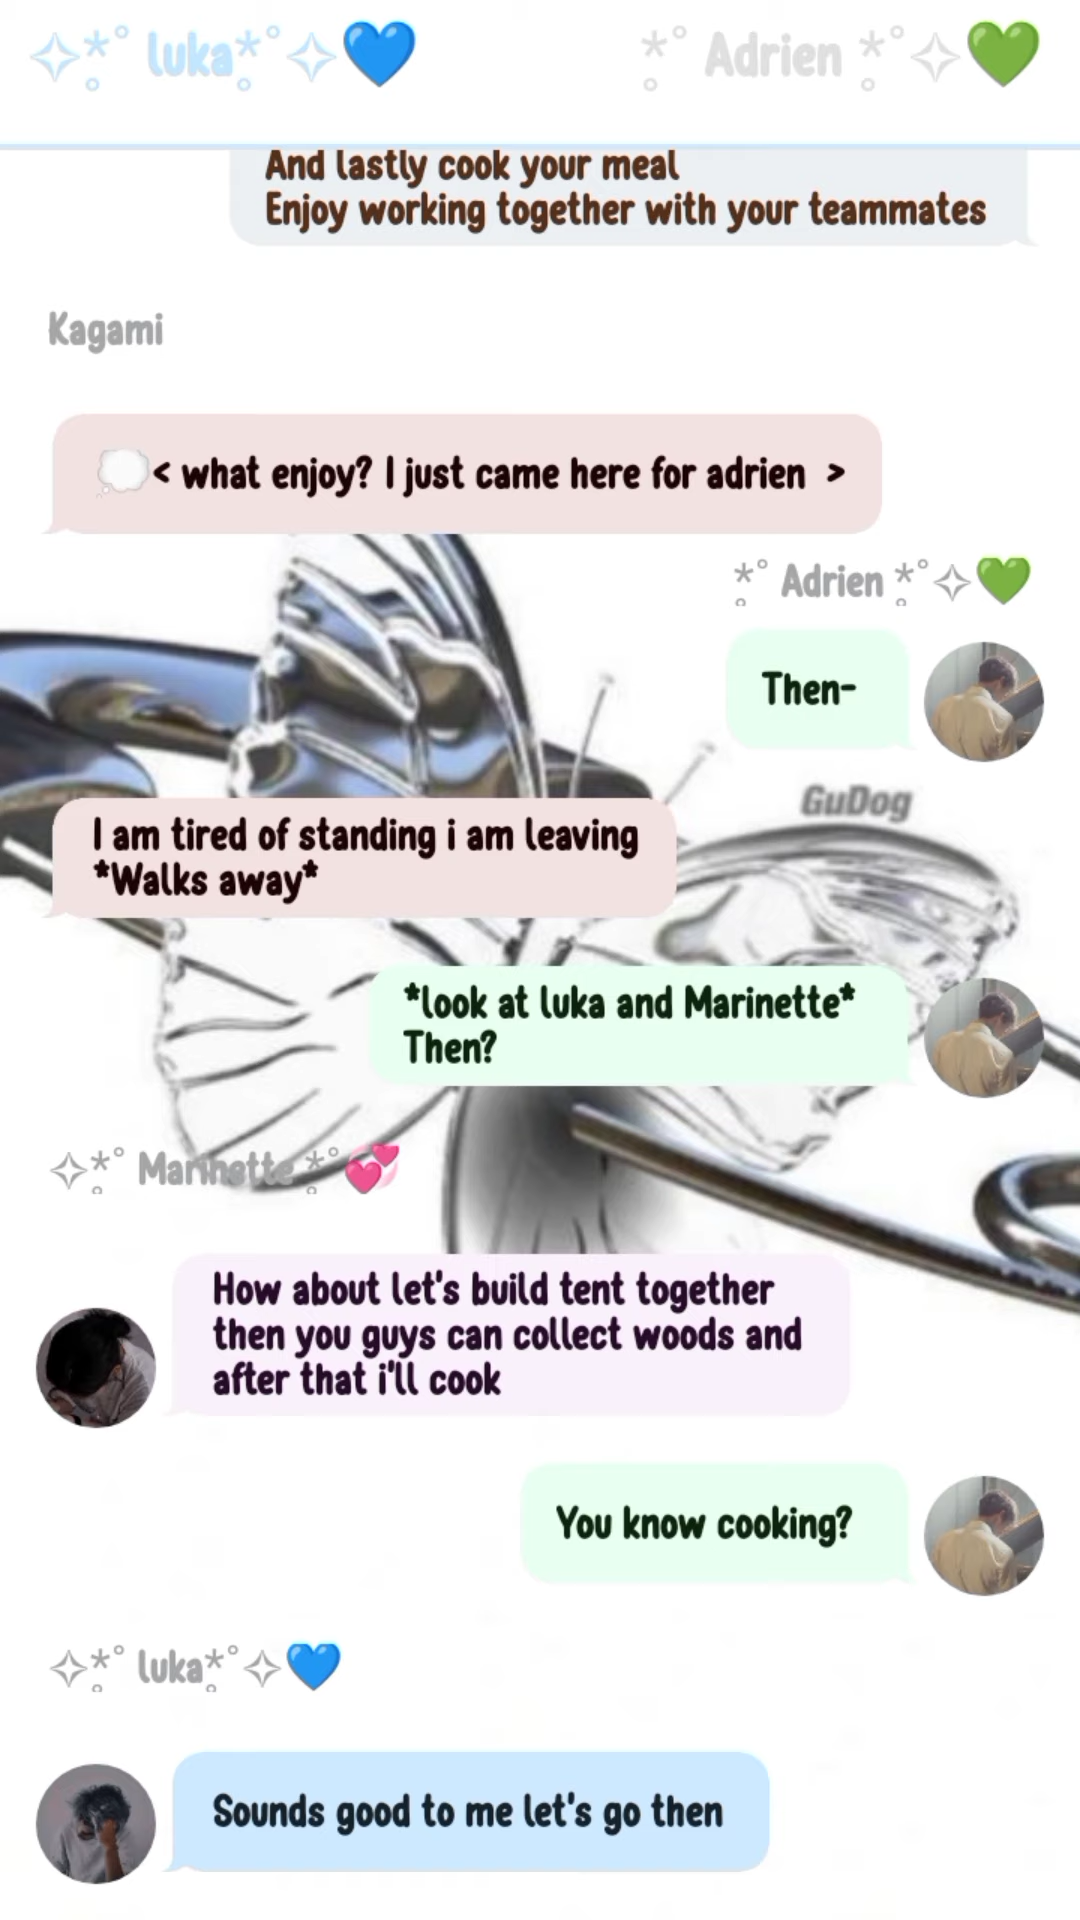 ✧*̥˚ luka*̥˚✧💙
*̥˚ Adrien *̥˚✧💚
And lastly cook your meal
Enjoy working together with your teammates
Kagami
💭< what enjoy? I just came here for adrien >
*̥˚ Adrien *̥˚✧💚
Then-
GuDog
I am tired of standing i am leaving
*Walks away*
*look at luka and Marinette*
Then?
✧*̥˚ Marinette *̥˚💞
How about let's build tent together
then you guys can collect woods and
after that i'll cook
You know cooking?
✧*̥˚ luka*̥˚✧💙
Sounds good to me let's go then